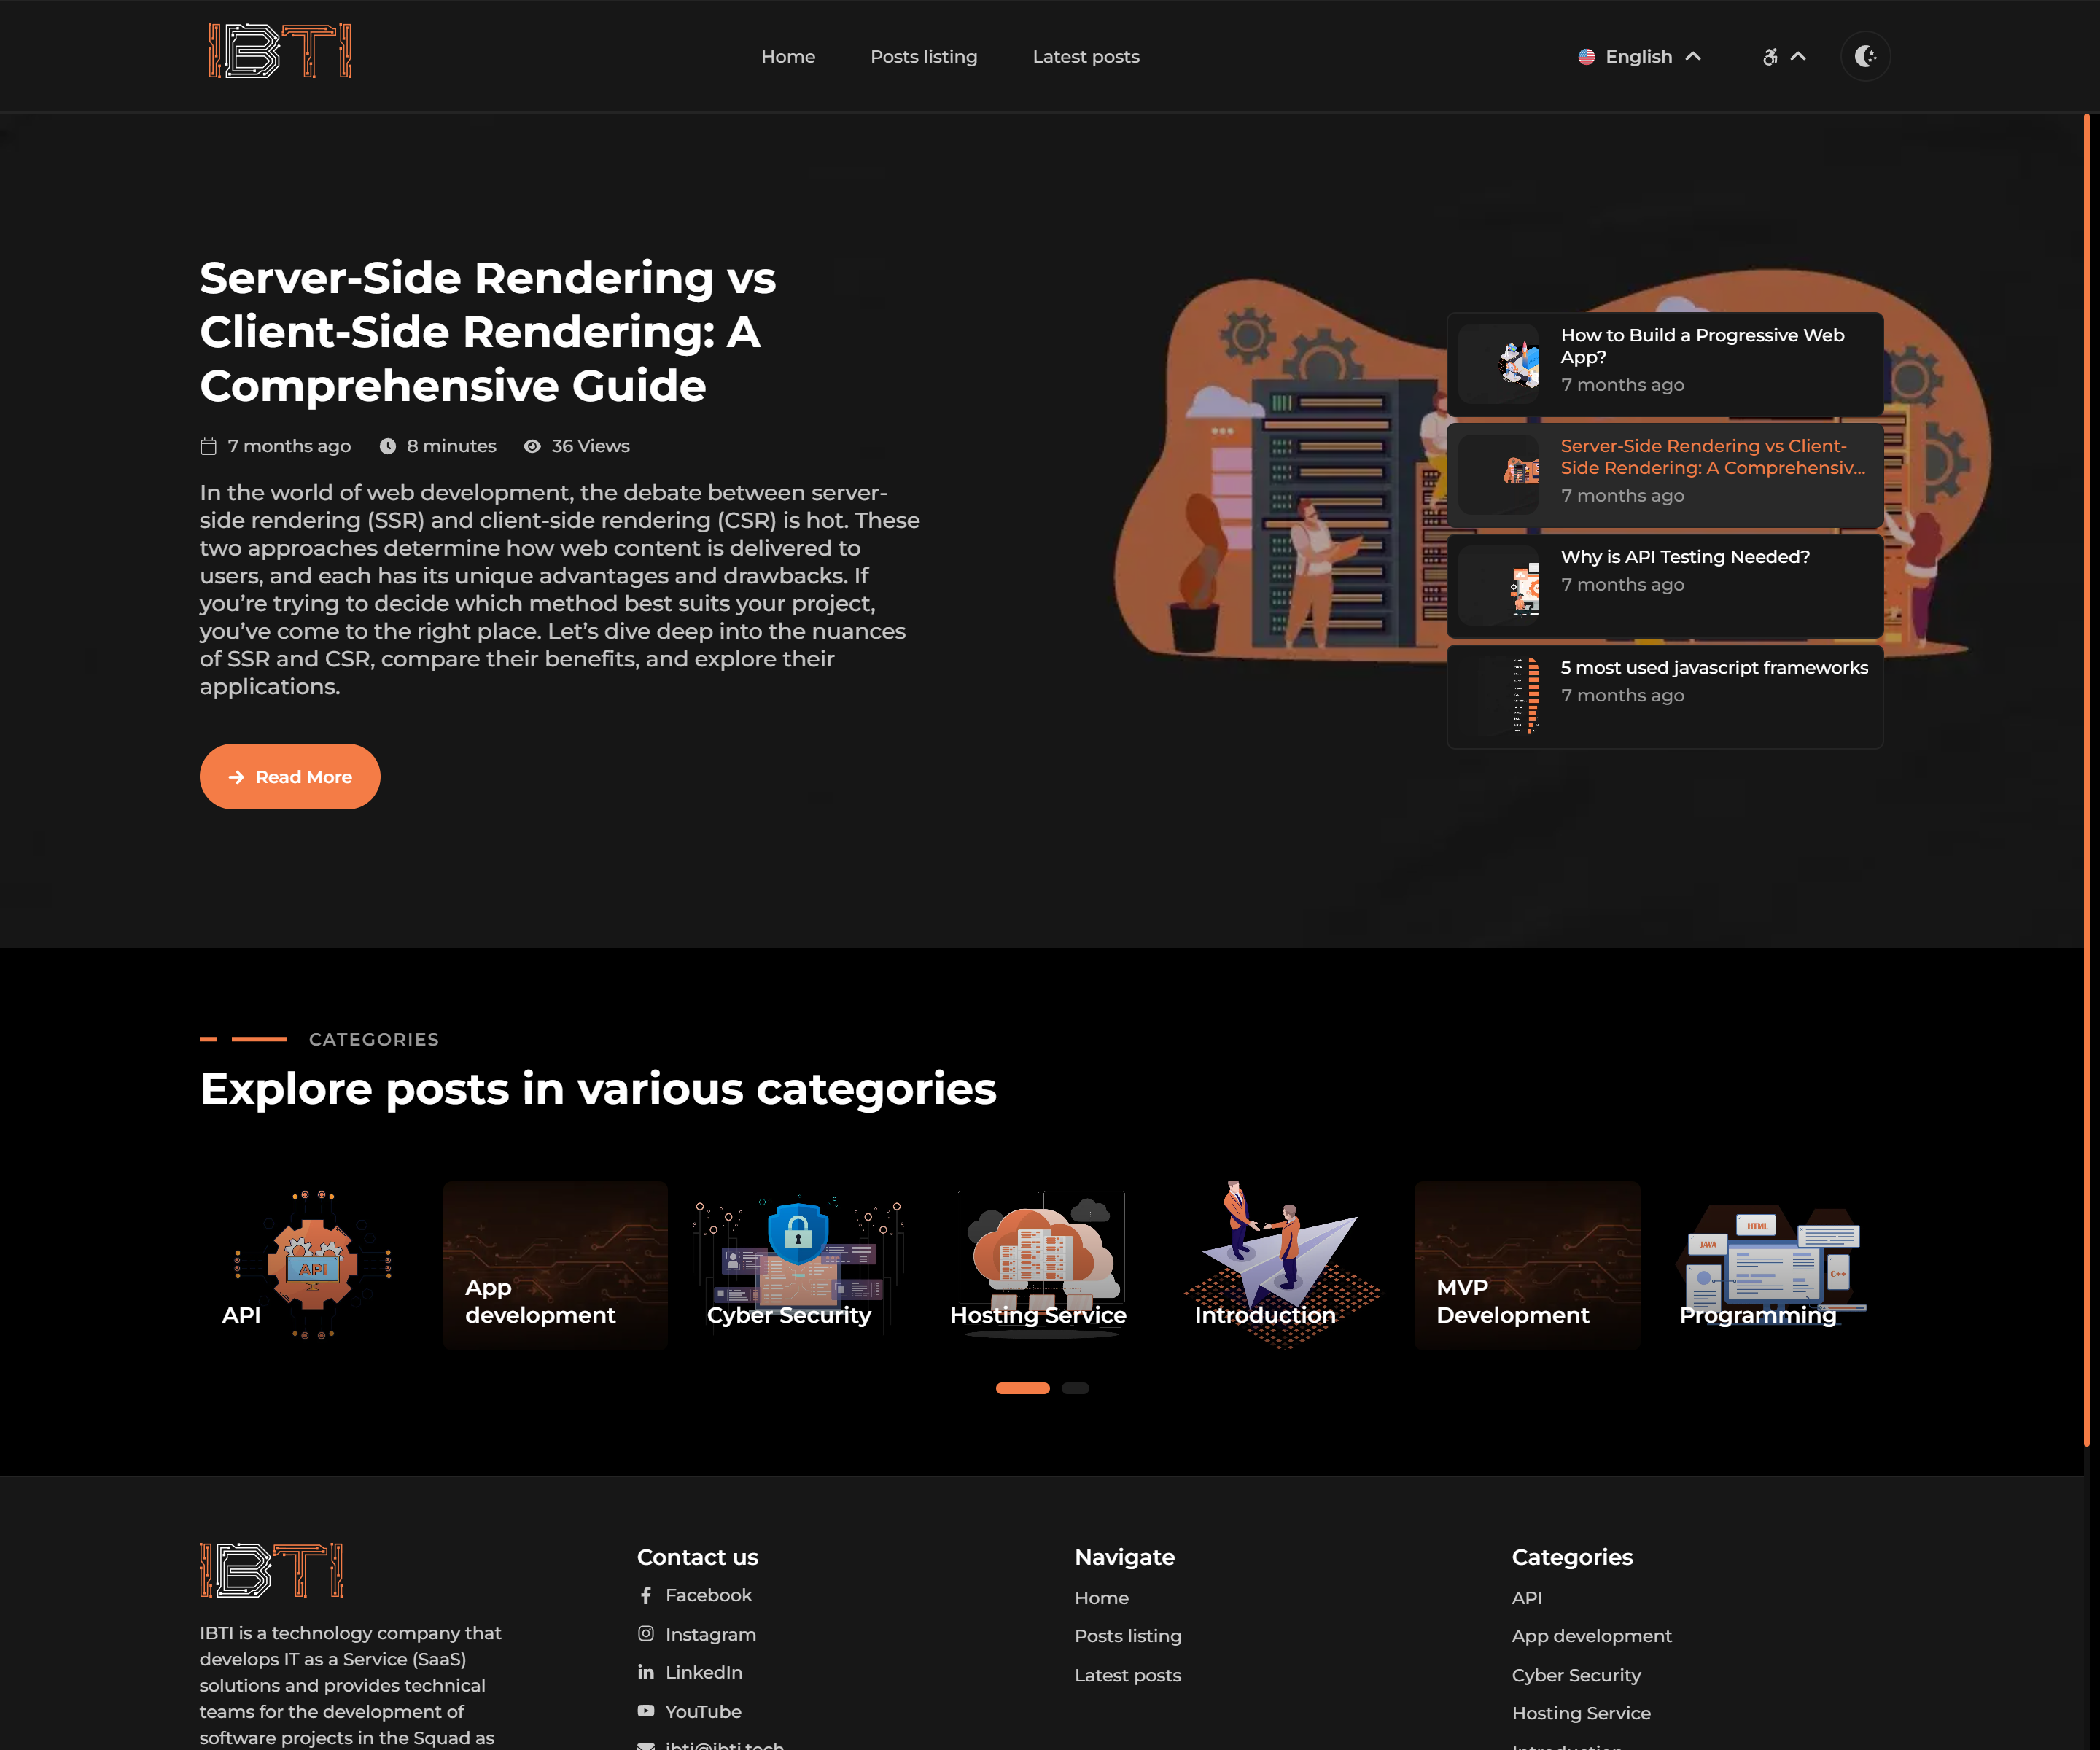 IBTI
Home
Posts listing
Latest posts
English
Server-Side Rendering vs
Client-Side Rendering: A
Comprehensive Guide
7 months ago
8 minutes
36 Views
In the world of web development, the debate between server-
side rendering (SSR) and client-side rendering (CSR) is hot. These
two approaches determine how web content is delivered to
users, and each has its unique advantages and drawbacks. If
you’re trying to decide which method best suits your project,
you’ve come to the right place. Let’s dive deep into the nuances
of SSR and CSR, compare their benefits, and explore their
applications.
Read More
How to Build a Progressive Web
App?
7 months ago
Server-Side Rendering vs Client-
Side Rendering: A Comprehensiv...
7 months ago
Why is API Testing Needed?
7 months ago
5 most used javascript frameworks
7 months ago
CATEGORIES
Explore posts in various categories
API
API
App
development
Cyber Security
Hosting Service
Introduction
MVP
Development
HTML
JAVA
C++
Programming
IBTI
IBTI is a technology company that
develops IT as a Service (SaaS)
solutions and provides technical
teams for the development of
software projects in the Squad as
Contact us
Facebook
Instagram
LinkedIn
YouTube
ibti@ibti.tech
Navigate
Home
Posts listing
Latest posts
Categories
API
App development
Cyber Security
Hosting Service
Introduction